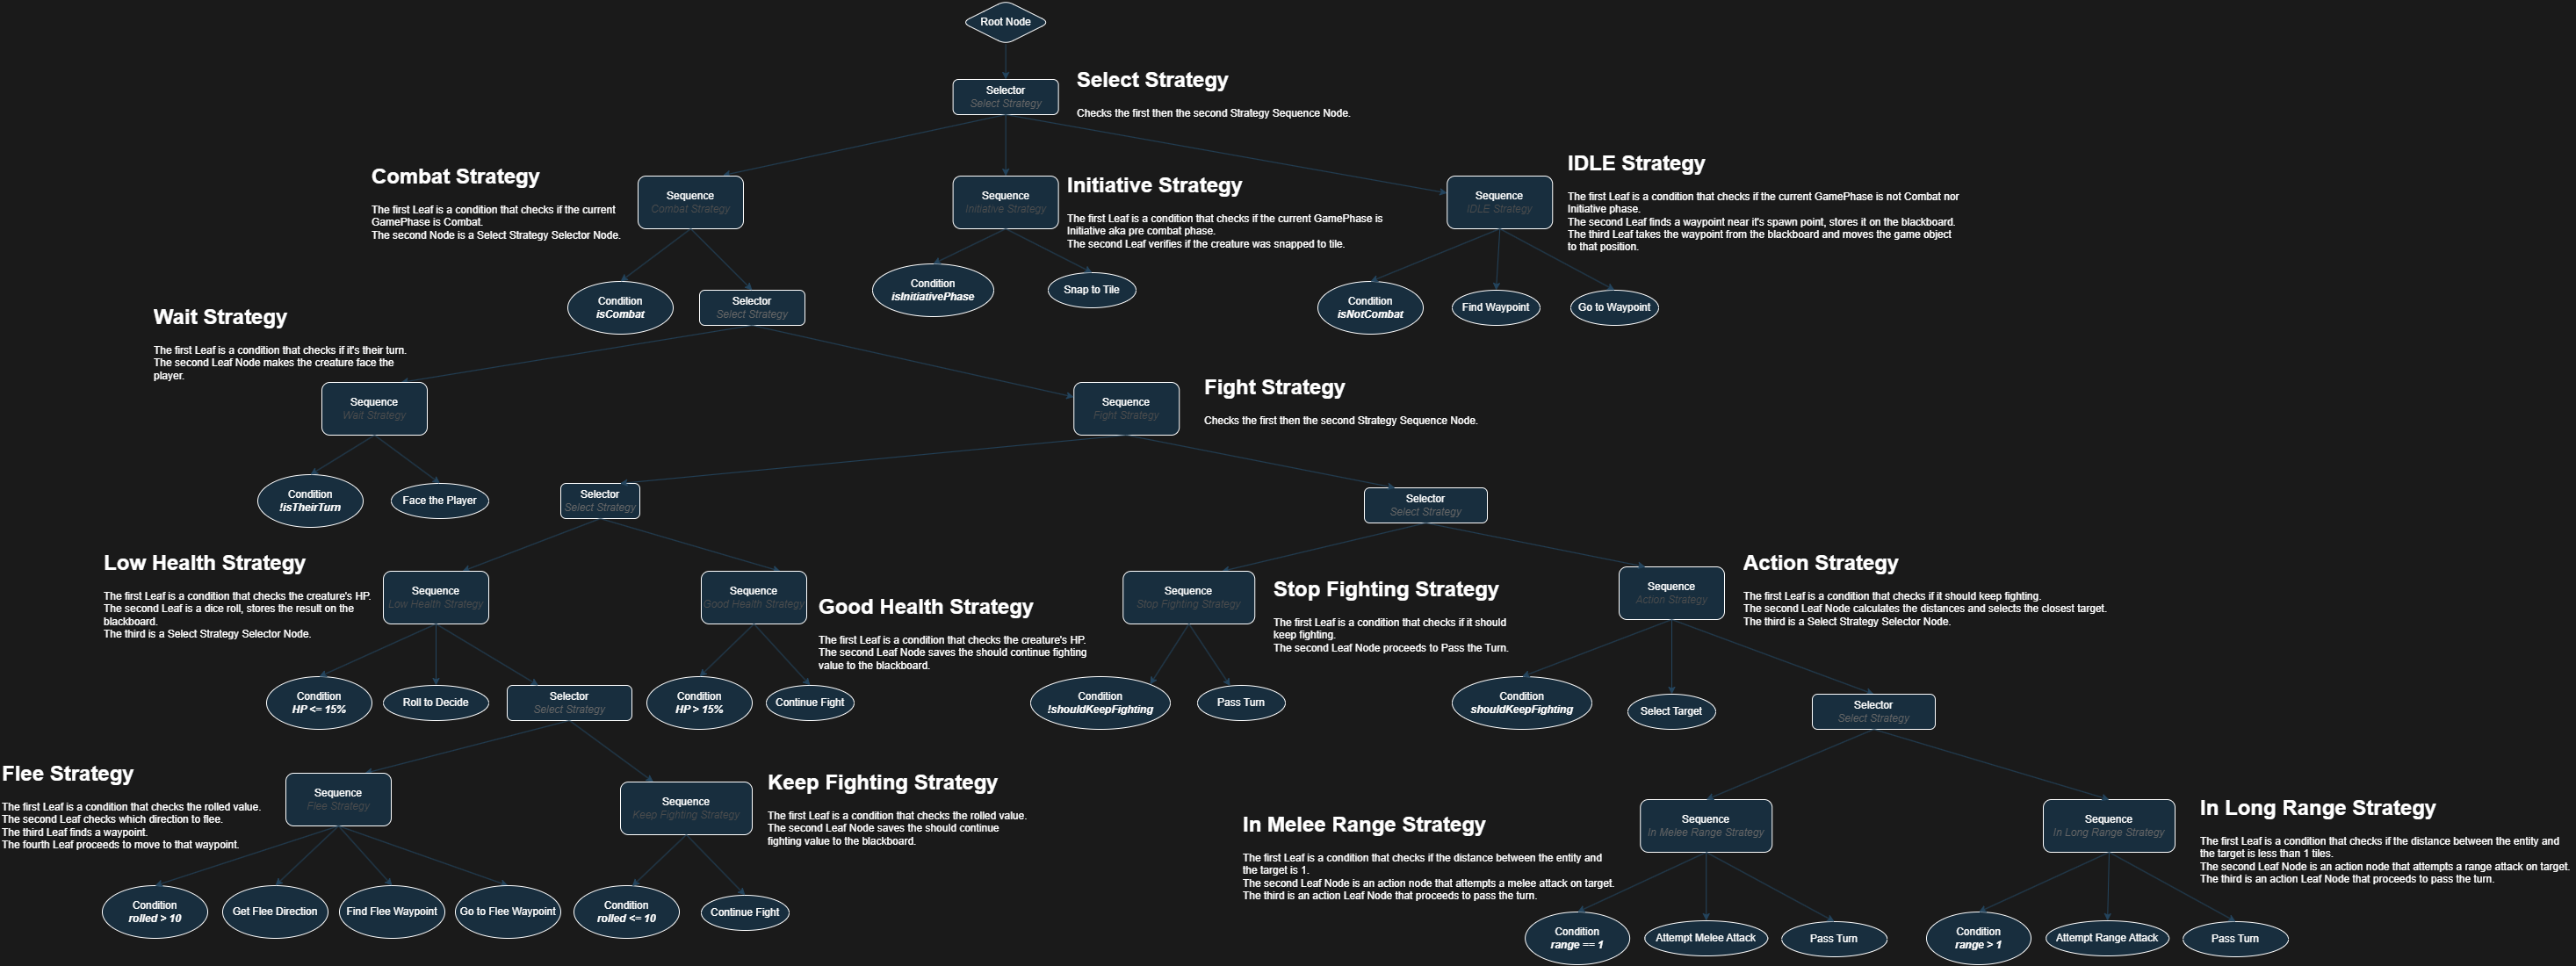 Root Node
Selector
Select Strategy
Select Strategy
Checks the first then the second Strategy Sequence Node.
Combat Strategy
The first Leaf is a condition that checks if the current
GamePhase is Combat.
The second Node is a Select Strategy Selector Node.
Sequence
Combat Strategy
Sequence
Initiative Strategy
Initiative Strategy
The first Leaf is a condition that checks if the current GamePhase is
Initiative aka pre combat phase.
The second Leaf verifies if the creature was snapped to tile.
Sequence
IDLE Strategy
IDLE Strategy
The first Leaf is a condition that checks if the current GamePhase is not Combat nor
Initiative phase.
The second Leaf finds a waypoint near it's spawn point, stores it on the blackboard.
The third Leaf takes the waypoint from the blackboard and moves the game object
to that position.
Condition
isCombat
Selector
Select Strategy
Condition
isInitiativePhase
Snap to Tile
Condition
isNotCombat
Find Waypoint
Go to Waypoint
Wait Strategy
The first Leaf is a condition that checks if it's their turn.
The second Leaf Node makes the creature face the
player.
Sequence
Wait Strategy
Sequence
Fight Strategy
Fight Strategy
Checks the first then the second Strategy Sequence Node.
Condition
!isTheirTurn
Face the Player
Selector
Select Strategy
Selector
Select Strategy
Low Health Strategy
The first Leaf is a condition that checks the creature's HP.
The second Leaf is a dice roll, stores the result on the
blackboard.
The third is a Select Strategy Selector Node.
Sequence
Low Health Strategy
Sequence
Good Health Strategy
Good Health Strategy
The first Leaf is a condition that checks the creature's HP.
The second Leaf Node saves the should continue fighting
value to the blackboard.
Sequence
Stop Fighting Strategy
Stop Fighting Strategy
The first Leaf is a condition that checks if it should
keep fighting.
The second Leaf Node proceeds to Pass the Turn.
Sequence
Action Strategy
Action Strategy
The first Leaf is a condition that checks if it should keep fighting.
The second Leaf Node calculates the distances and selects the closest target.
The third is a Select Strategy Selector Node.
Condition
HP <= 15%
Roll to Decide
Selector
Select Strategy
Condition
HP > 15%
Continue Fight
Condition
!shouldKeepFighting
Pass Turn
Condition
shouldKeepFighting
Select Target
Selector
Select Strategy
Flee Strategy
The first Leaf is a condition that checks the rolled value.
The second Leaf checks which direction to flee.
The third Leaf finds a waypoint.
The fourth Leaf proceeds to move to that waypoint.
Sequence
Flee Strategy
Sequence
Keep Fighting Strategy
Keep Fighting Strategy
The first Leaf is a condition that checks the rolled value.
The second Leaf Node saves the should continue
fighting value to the blackboard.
In Melee Range Strategy
The first Leaf is a condition that checks if the distance between the entity and
the target is 1.
The second Leaf Node is an action node that attempts a melee attack on target.
The third is an action Leaf Node that proceeds to pass the turn.
Sequence
In Melee Range Strategy
Sequence
In Long Range Strategy
In Long Range Strategy
The first Leaf is a condition that checks if the distance between the entity and
the target is less than 1 tiles.
The second Leaf Node is an action node that attempts a range attack on target.
The third is an action Leaf Node that proceeds to pass the turn.
Condition
rolled > 10
Get Flee Direction
Find Flee Waypoint
Go to Flee Waypoint
Condition
rolled <= 10
Continue Fight
Condition
range == 1
Attempt Melee Attack
Pass Turn
Condition
range > 1
Attempt Range Attack
Pass Turn